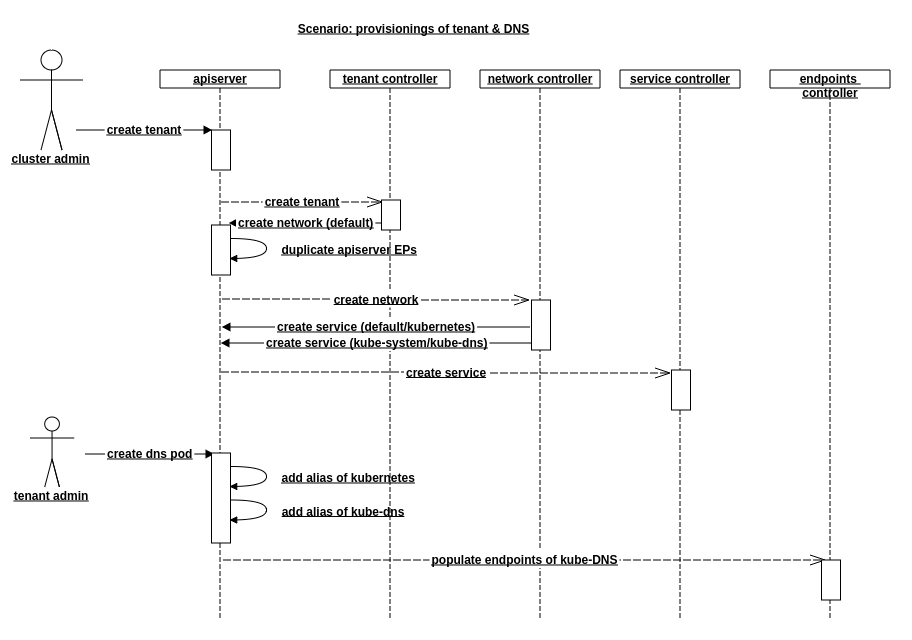 Scenario: provisionings of tenant & DNS
apiserver
tenant controller
network controller
service controller
endpoints
controller
create tenant
cluster admin
create tenant
create network (default)
duplicate apiserver EPs
create network
create service (default/kubernetes)
create service (kube-system/kube-dns)
create service
create dns pod
add alias of kubernetes
tenant admin
add alias of kube-dns
populate endpoints of kube-DNS